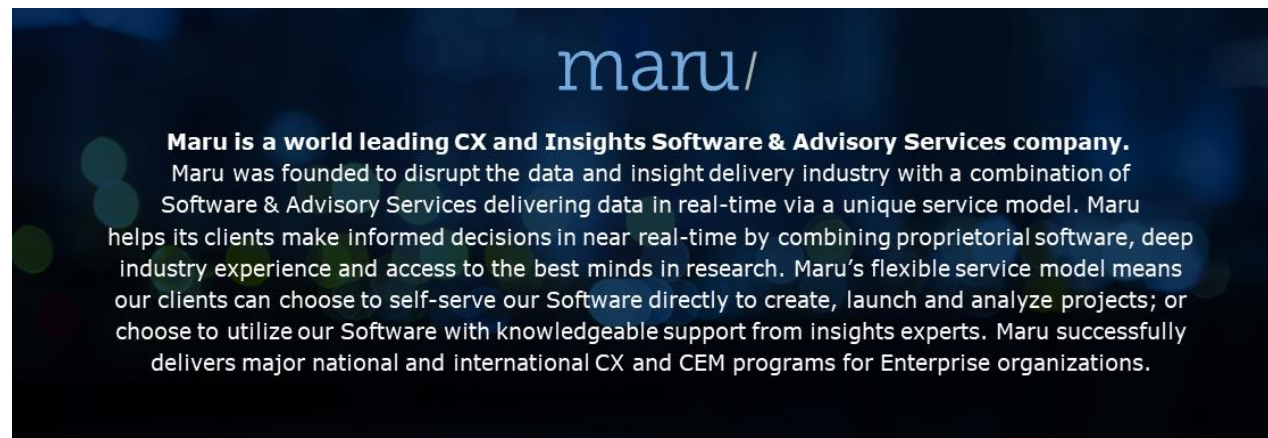 maru/
Maru is a world leading CX and Insights Software & Advisory Services company.
Maru was founded to disrupt the data and insight delivery industry with a combination of
Software & Advisory Services delivering data in real-time via a unique service model. Maru
helps its clients make informed decisions in near real-time by combining proprietorial software, deep
industry experience and access to the best minds in research. Maru’s flexible service model means
our clients can choose to self-serve our Software directly to create, launch and analyze projects; or
choose to utilize our Software with knowledgeable support from insights experts. Maru successfully
delivers major national and international CX and CEM programs for Enterprise organizations.